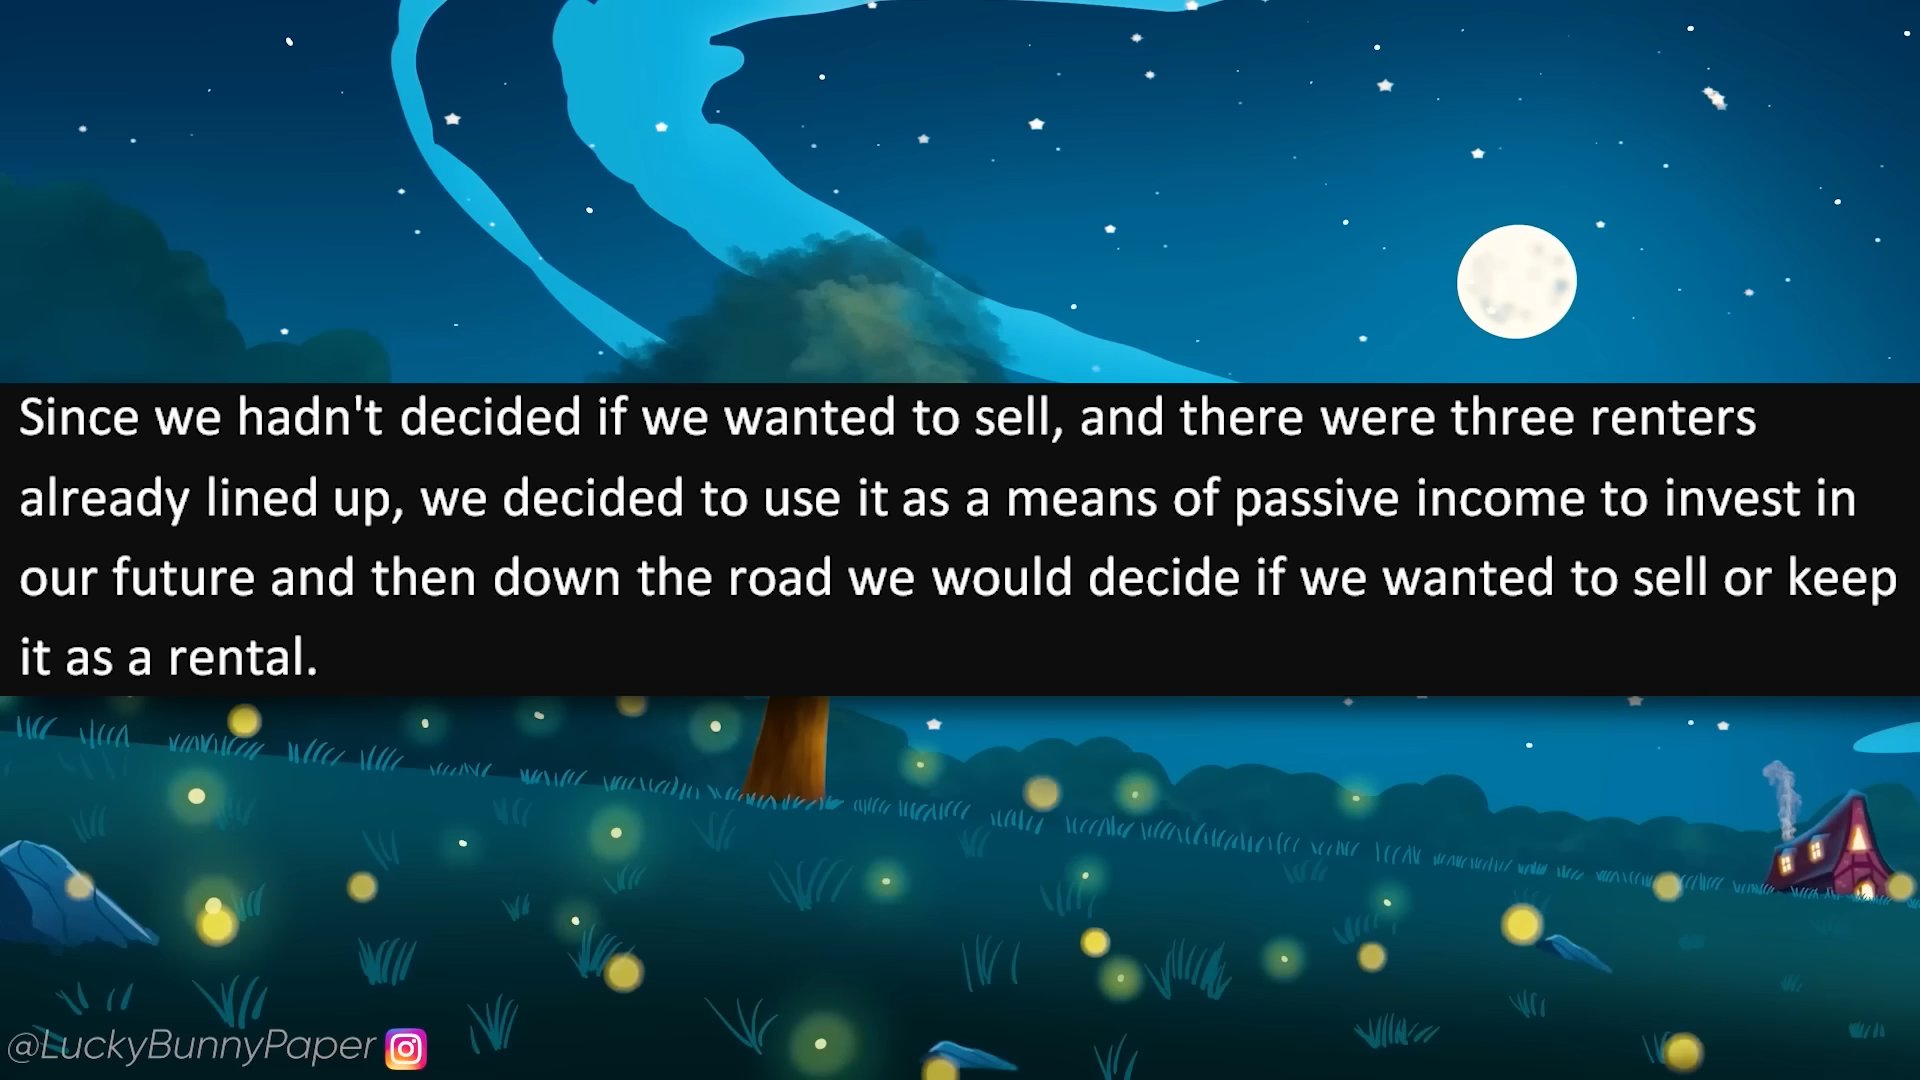 Since we hadn't decided if we wanted to sell, and there were three renters
already lined up, we decided to use it as a means of passive income to invest in
our future and then down the road we would decide if we wanted to sell or keep
it as a rental.
@LuckyBunnyPaper